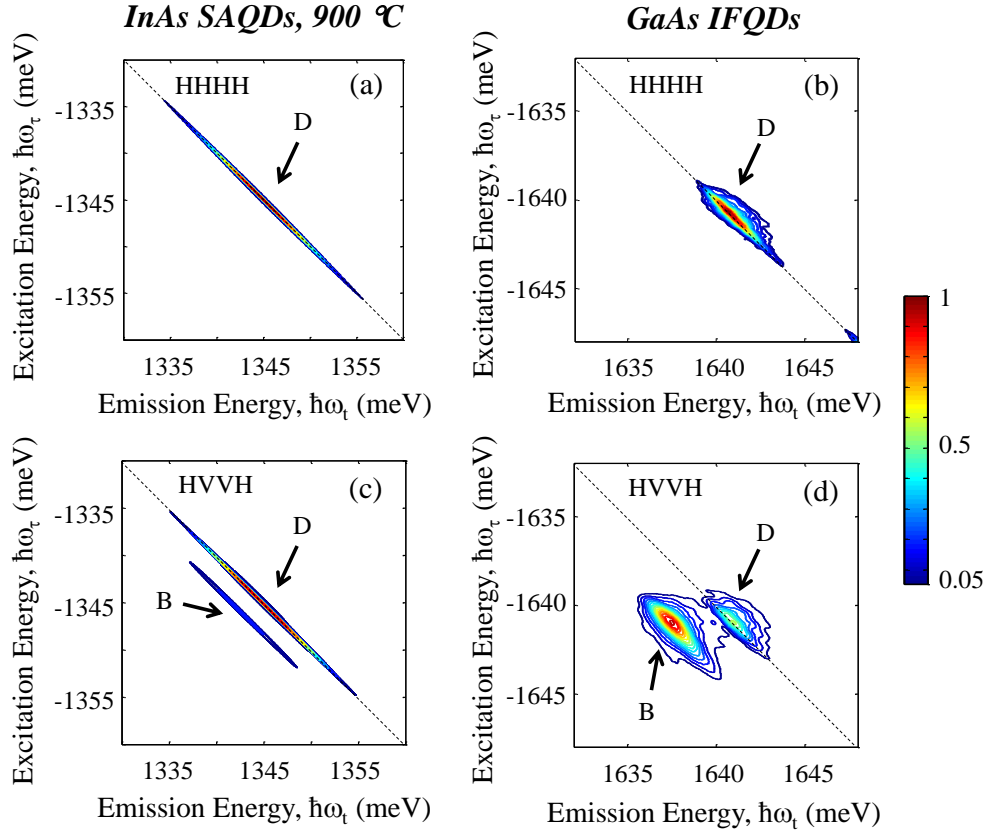 InAs SAQDs, 900 ℃
GaAs IFQDs
Excitation Energy, ħω_τ (meV)
-1335
-1345
-1355
HHHH
(a)
D
1335
1345
1355
Emission Energy, ħω_t (meV)
Excitation Energy, ħω_τ (meV)
-1635
-1640
-1645
HHHH
(b)
D
1635
1640
1645
Emission Energy, ħω_t (meV)
Excitation Energy, ħω_τ (meV)
-1335
-1345
-1355
HVVH
(c)
D
B
1335
1345
1355
Emission Energy, ħω_t (meV)
Excitation Energy, ħω_τ (meV)
-1635
-1640
-1645
HVVH
(d)
D
B
1635
1640
1645
Emission Energy, ħω_t (meV)
1
0.5
0.05